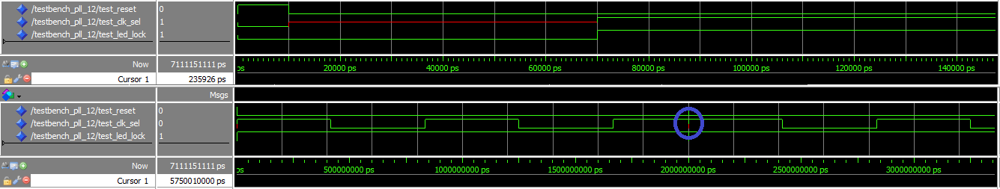 /testbench_pll_12/test_reset 0
/testbench_pll_12/test_clk_sel 1
/testbench_pll_12/test_led_lock 1
Now 7111151111 ps ps 20000 ps 40000 ps 60000 ps 80000 ps 100000 ps 120000 ps 140000 ps
Cursor 1 235926 ps
Msgs
/testbench_pll_12/test_reset 0
/testbench_pll_12/test_clk_sel 0
/testbench_pll_12/test_led_lock 1
Now 7111151111 ps ps 500000000 ps 1000000000 ps 1500000000 ps 2000000000 ps 2500000000 ps 3000000000 ps
Cursor 1 5750010000 ps